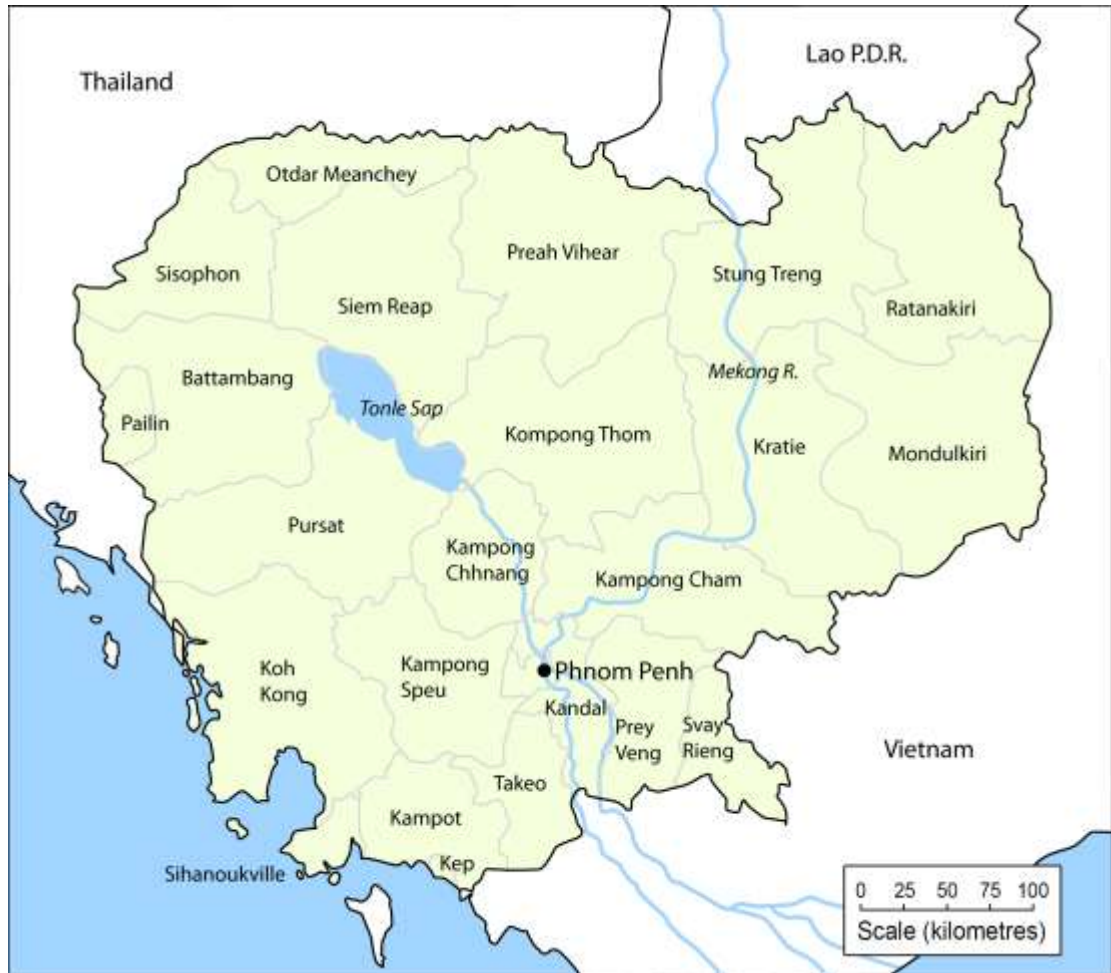 Lao P.D.R.
Thailand
Otdar Meanchey
Preah Vihear
Sisophon
Stung Treng
Siem Reap
Ratanakiri
Mekong R.
Battambang
Tonle Sap
Pailin
Kompong Thom
Kratie
Mondulkiri
Pursat
Kampong
Chhnang
Kampong Cham
Koh
Kong
Kampong
Speu
Phnom Penh
Kandal
Prey
Veng
Svay
Rieng
Vietnam
Takeo
Kampot
Kep
Sihanoukville
0 25 50 75 100
Scale (kilometres)